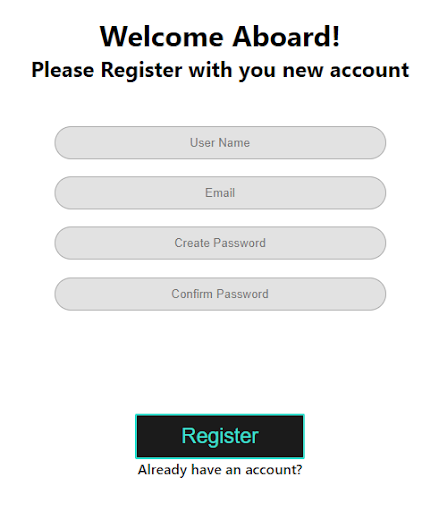 Welcome Aboard!
Please Register with you new account
User Name
Email
Create Password
Confirm Password
Register
Already have an account?